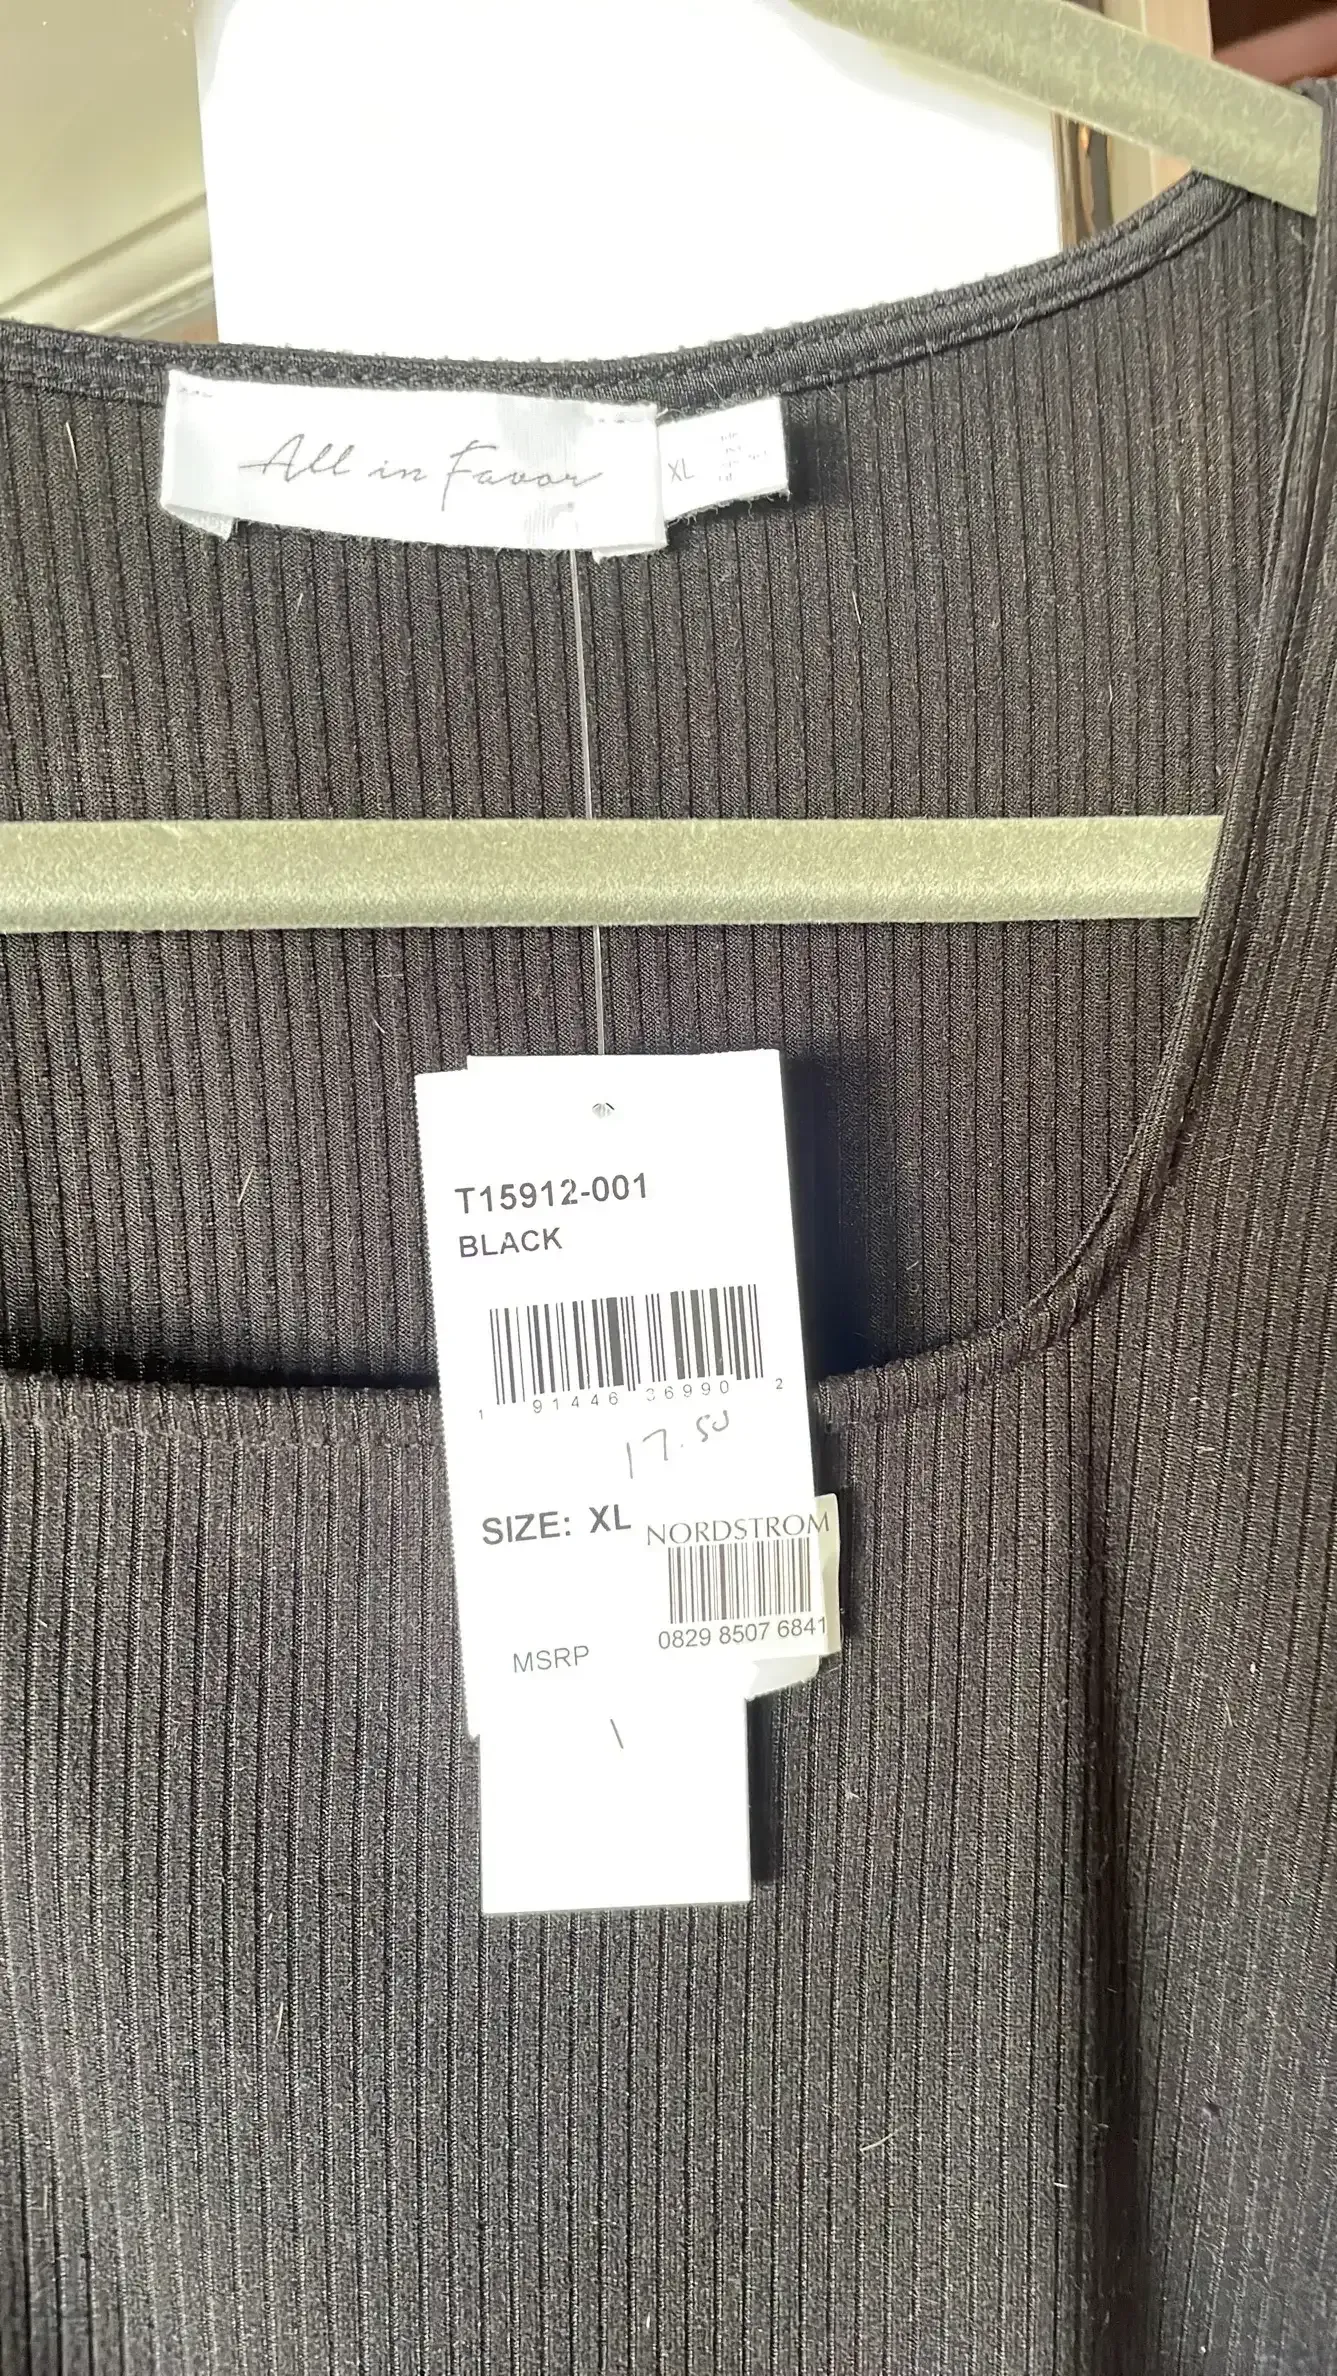 All in Favor
XL
T15912-001
BLACK
1 91446 36990 2
17.50
SIZE: XL
NORDSTROM
0829 8507 6841
MSRP